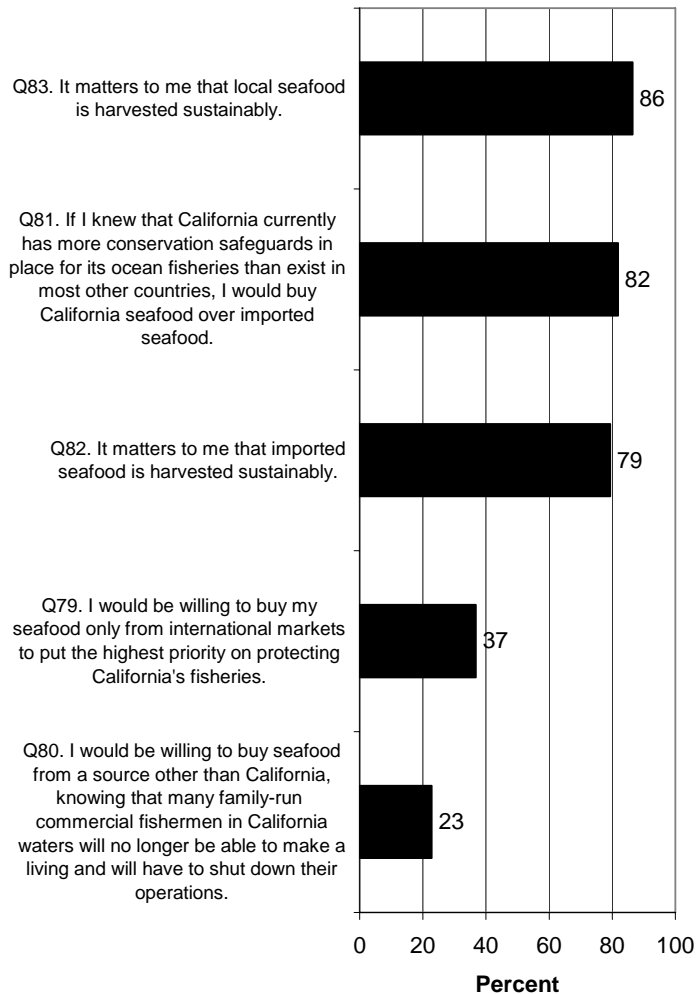 Q83. It matters to me that local seafood
is harvested sustainably.
86
Q81. If I knew that California currently
has more conservation safeguards in
place for its ocean fisheries than exist in
most other countries, I would buy
California seafood over imported
seafood.
82
Q82. It matters to me that imported
seafood is harvested sustainably.
79
Q79. I would be willing to buy my
seafood only from international markets
to put the highest priority on protecting
California's fisheries.
37
Q80. I would be willing to buy seafood
from a source other than California,
knowing that many family-run
commercial fishermen in California
waters will no longer be able to make a
living and will have to shut down their
operations.
23
0 20 40 60 80 100
Percent